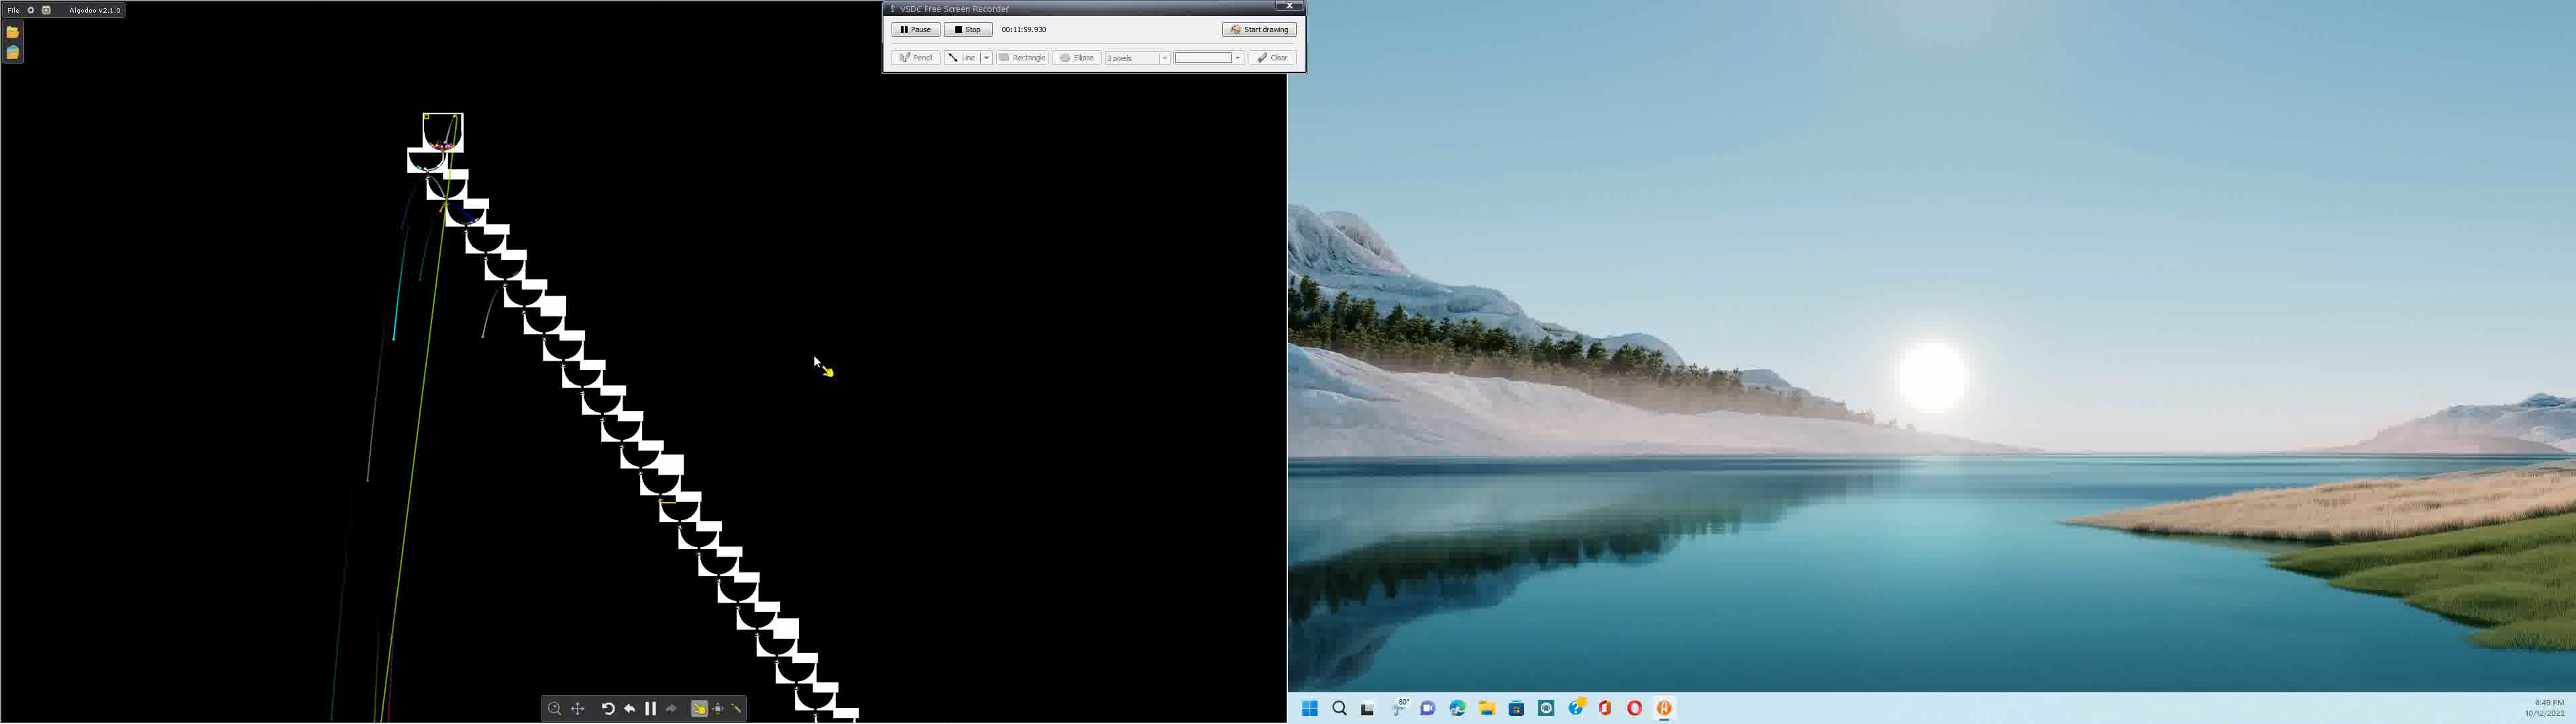 File Algodoo v2.1.0
VSDC Free Screen Recorder
Pause Stop 00:11:59.930 Start drawing
Pencil Line Rectangle Ellipse 3 pixels Clear
80°
8:49 PM
10/12/2022